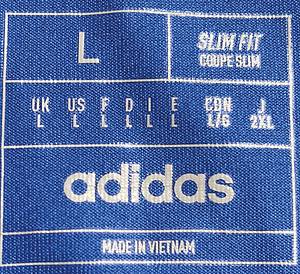 L
SLIM FIT
COUPE SLIM
UK US F D I E CDN J
L L L L L L L/G 2XL
adidas
MADE IN VIETNAM